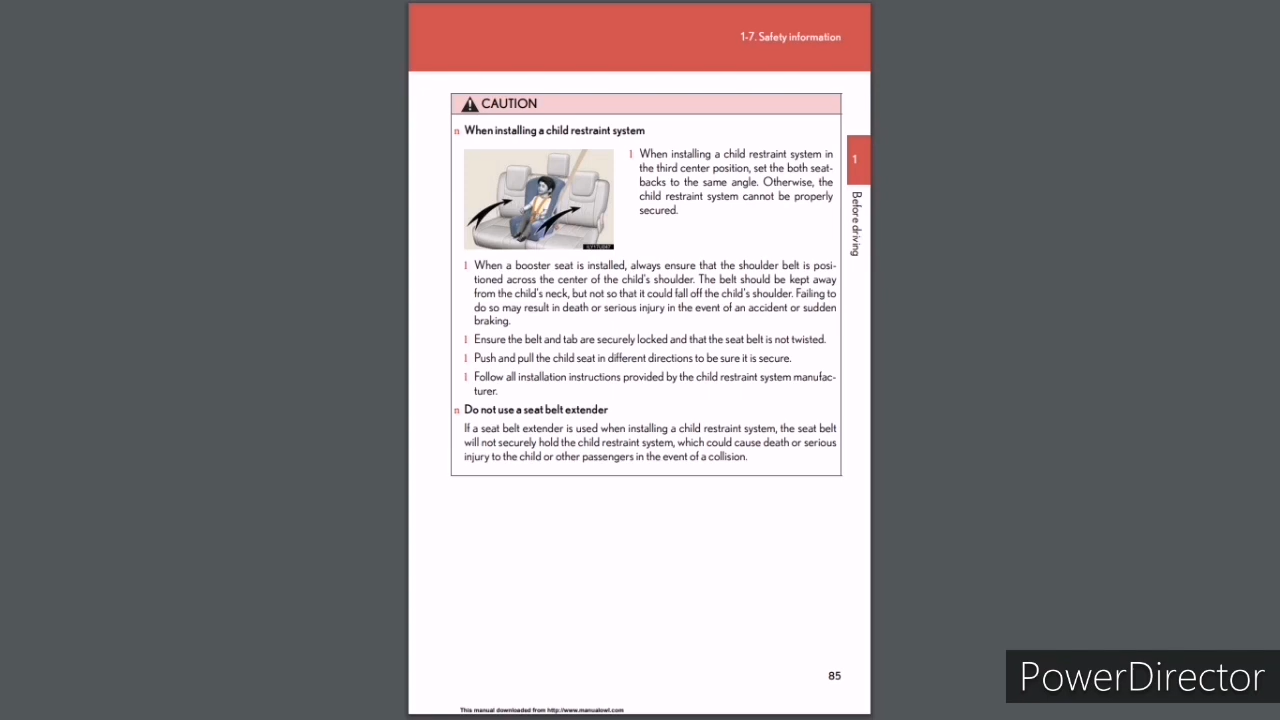 1-7. Safety information
CAUTION
n When installing a child restraint system
l When installing a child restraint system in
the third center position, set the both seat-
backs to the same angle. Otherwise, the
child restraint system cannot be properly
secured.
l When a booster seat is installed, always ensure that the shoulder belt is posi-
tioned across the center of the child's shoulder. The belt should be kept away
from the child's neck, but not so that it could fall off the child's shoulder. Failing to
do so may result in death or serious injury in the event of an accident or sudden
braking.
l Ensure the belt and tab are securely locked and that the seat belt is not twisted.
l Push and pull the child seat in different directions to be sure it is secure.
l Follow all installation instructions provided by the child restraint system manufac-
turer.
n Do not use a seat belt extender
If a seat belt extender is used when installing a child restraint system, the seat belt
will not securely hold the child restraint system, which could cause death or serious
injury to the child or other passengers in the event of a collision.
1
Before driving
85
This manual downloaded from http://www.manualowl.com
PowerDirector